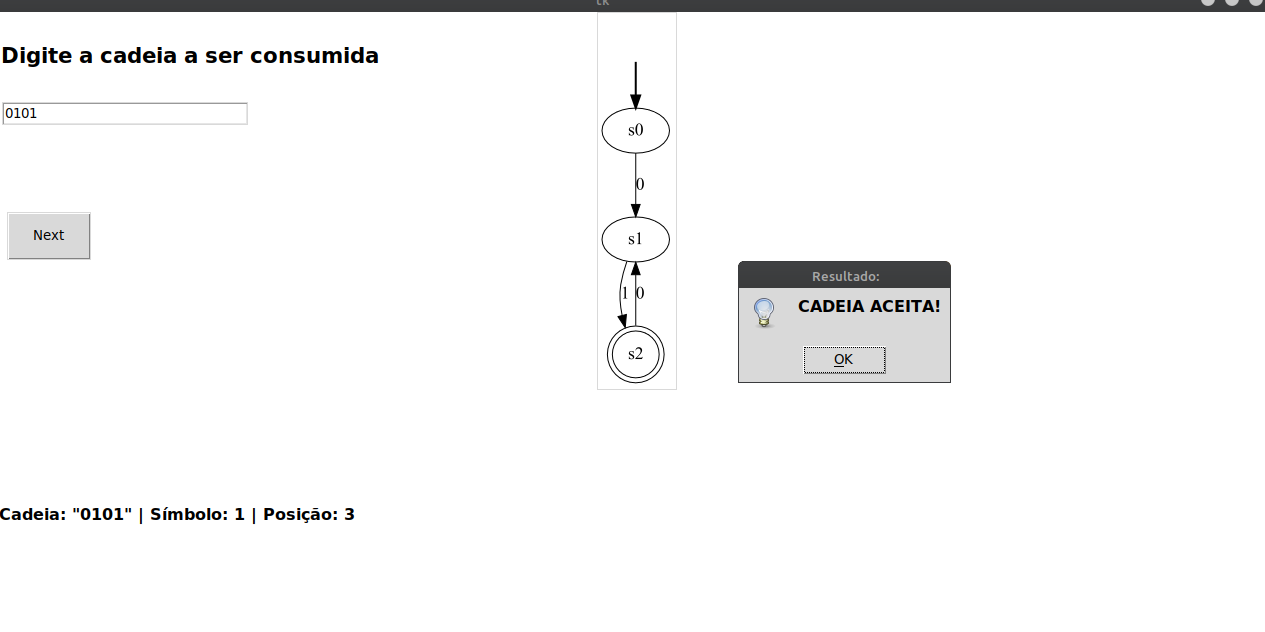 tk
Digite a cadeia a ser consumida
0101
Next
s0
0
s1
1 0
s2
Resultado:
CADEIA ACEITA!
OK
Cadeia: "0101" | Símbolo: 1 | Posição: 3